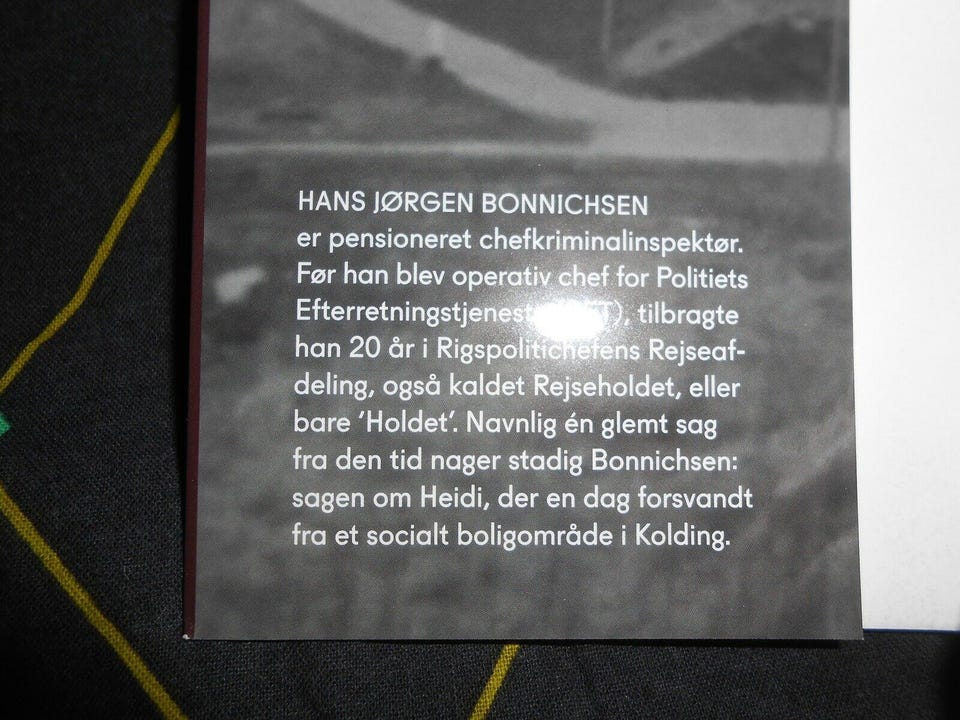 HANS JØRGEN BONNICHSEN
er pensioneret chefkriminalinspektør.
Før han blev operativ chef for Politiets
Efterretningstjeneste tilbragte
han 20 år i Rigspolitichefens Rejseaf-
deling, også kaldet Rejseholdet, eller
bare ’Holdet’. Navnlig én glemt sag
fra den tid nager stadig Bonnichsen:
sagen om Heidi, der en dag forsvandt
fra et socialt boligområde i Kolding.